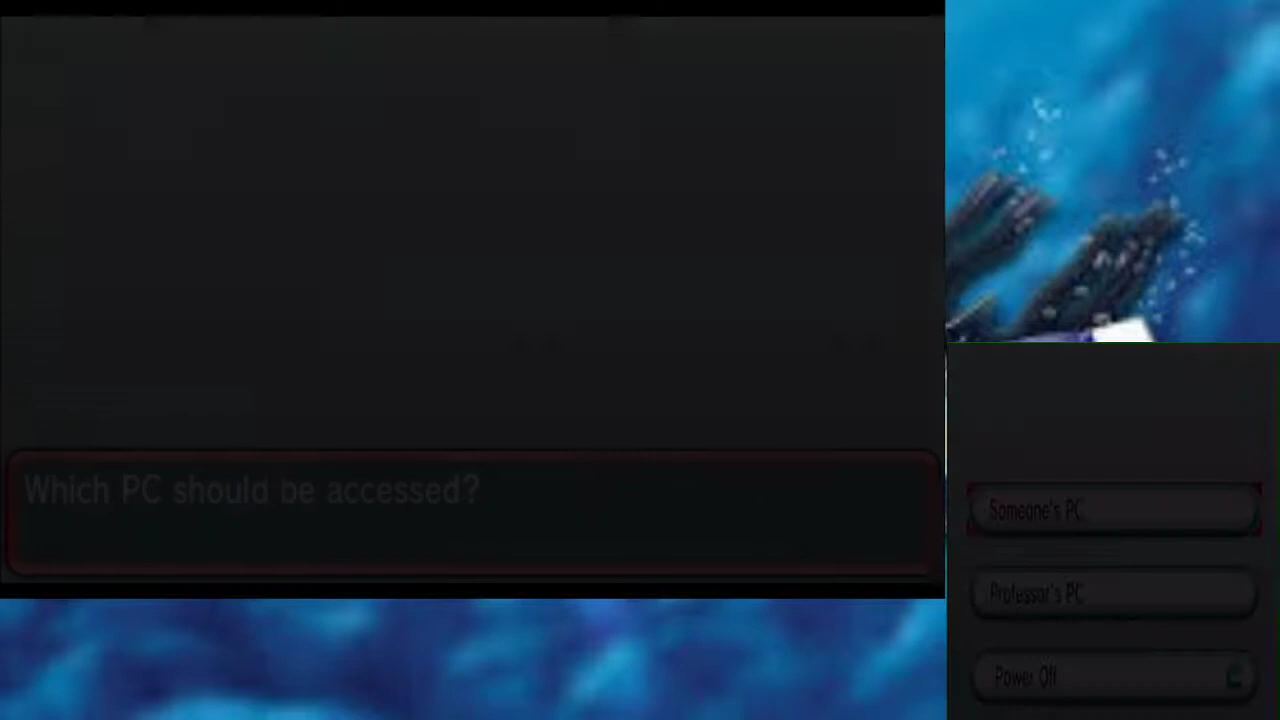 Which PC should be accessed?
Someone's PC
Professor's PC
Power Off